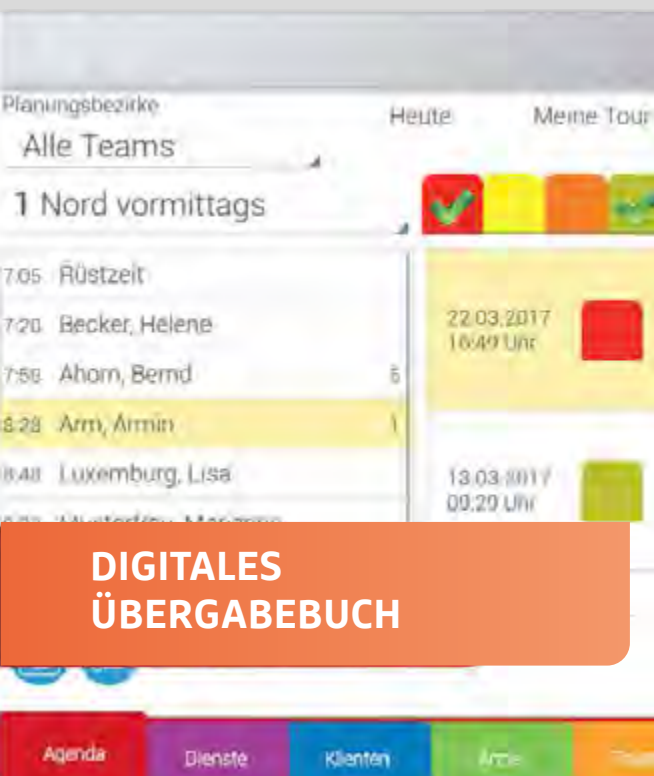 Planungsbezirke
Heute
Meine Tour
Alle Teams
1 Nord vormittags
7:05 Rüstzeit
7:20 Becker, Helene
Ahorn, Bernd
6
8:28 Arm, Armin
1
8:48 Luxemburg, Lisa
22.03.2017
16:49 Uhr
13.03.2017
09:29 Uhr
DIGITALES
ÜBERGABEBUCH
Agenda
Dienste
Klienten
Ärzte